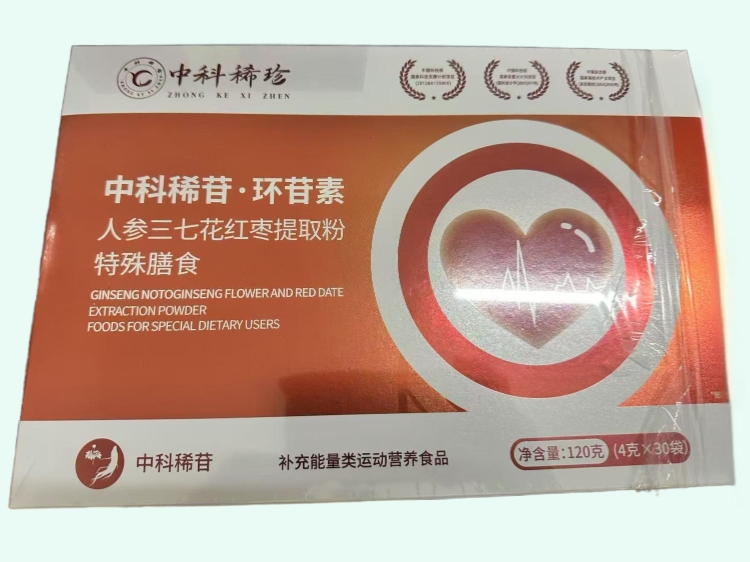 中科稀珍
ZHONG KE XI ZHEN
中科稀苷·环苷素
人参三七花红枣提取粉
特殊膳食
GINSENG NOTOGINSENG FLOWER AND RED DATE
EXTRACTION POWDER
FOODS FOR SPECIAL DIETARY USERS
中科稀苷
补充能量类运动营养食品
净含量:120克 (4克×30袋)